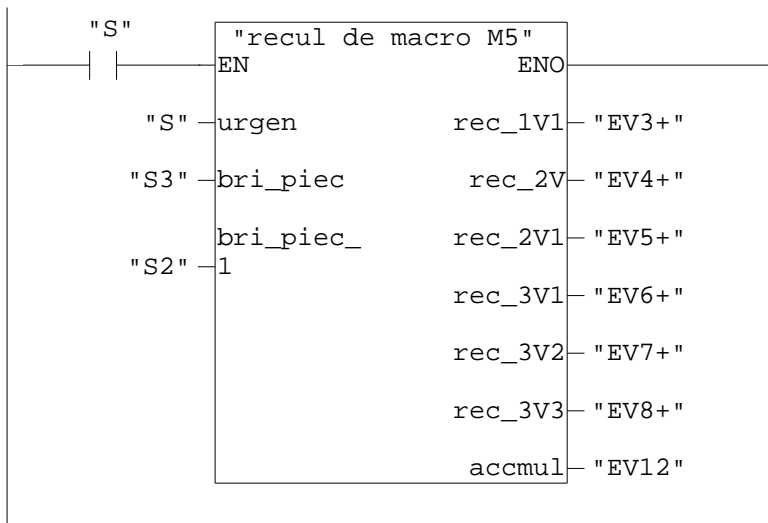 "S"
"recul de macro M5"
EN ENO
"S" urgen rec_1V1 "EV3+"
"S3" bri_piec rec_2V "EV4+"
bri_piec_ rec_2V1 "EV5+"
"S2" 1
rec_3V1 "EV6+"
rec_3V2 "EV7+"
rec_3V3 "EV8+"
accmul "EV12"